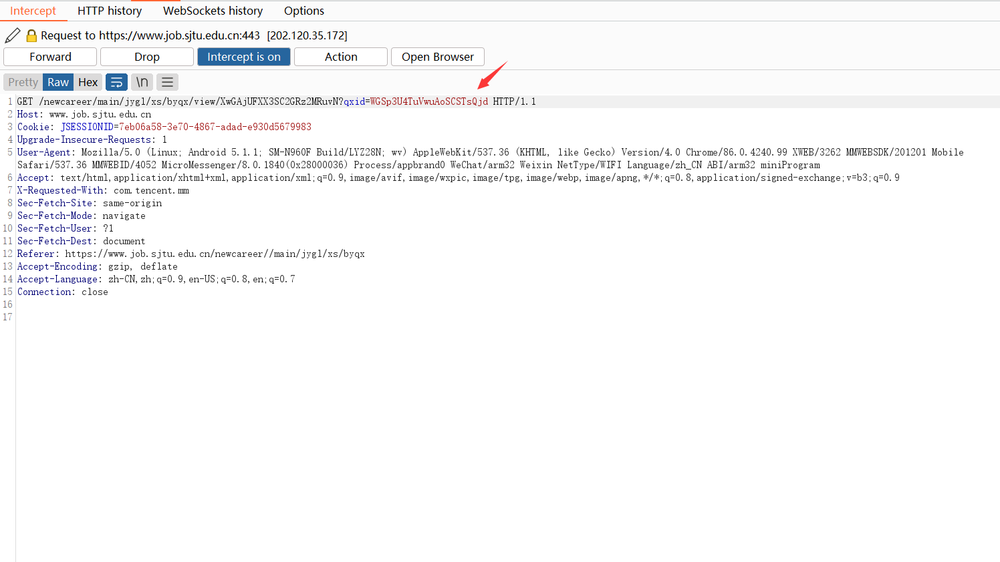 Intercept HTTP history WebSockets history Options
Request to https://www.job.sjtu.edu.cn:443 [202.120.35.172]
Forward Drop Intercept is on Action Open Browser
Pretty Raw Hex \n
1 GET /newcareer/main/jygl/xs/byqx/view/XwGAjUFXX3SC2GRz2MRuvN?qxid=WGSp3U4TuVwuAoSCSTsQjd HTTP/1.1
2 Host: www.job.sjtu.edu.cn
3 Cookie: JSESSIONID=7eb06a58-3e70-4867-adad-e930d5679983
4 Upgrade-Insecure-Requests: 1
5 User-Agent: Mozilla/5.0 (Linux; Android 5.1.1; SM-N960F Build/LYZ28N; wv) AppleWebKit/537.36 (KHTML, like Gecko) Version/4.0 Chrome/86.0.4240.99 XWEB/3262 MMWEBSDK/201201 Mobile
Safari/537.36 MMWEBID/4052 MicroMessenger/8.0.1840(0x28000036) Process/appbrand0 WeChat/arm32 Weixin NetType/WIFI Language/zh_CN ABI/arm32 miniProgram
6 Accept: text/html,application/xhtml+xml,application/xml;q=0.9,image/avif,image/wxpic,image/tpg,image/webp,image/apng,*/*;q=0.8,application/signed-exchange;v=b3;q=0.9
7 X-Requested-With: com.tencent.mm
8 Sec-Fetch-Site: same-origin
9 Sec-Fetch-Mode: navigate
10 Sec-Fetch-User: ?1
11 Sec-Fetch-Dest: document
12 Referer: https://www.job.sjtu.edu.cn/newcareer//main/jygl/xs/byqx
13 Accept-Encoding: gzip, deflate
14 Accept-Language: zh-CN,zh;q=0.9,en-US;q=0.8,en;q=0.7
15 Connection: close
16
17